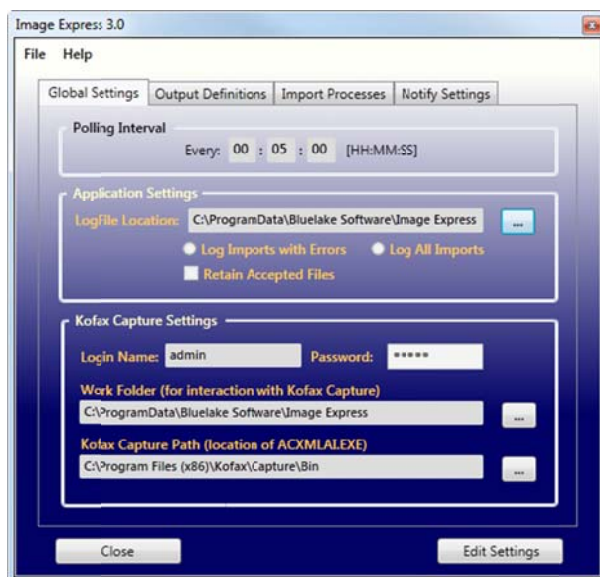 Image Express 3.0
File Help
Global Settings Output Definitions Import Processes Notify Settings
Polling Interval
Every: 00 : 05 : 00 [HH:MM:SS]
Application Settings
LogFile Location: C:\ProgramData\Bluelake Software\Image Express ...
Log Imports with Errors Log All Imports
Retain Accepted Files
Kofax Capture Settings
Login Name: admin Password: *****
Work Folder (for interaction with Kofax Capture)
C:\ProgramData\Bluelake Software\Image Express ...
Kofax Capture Path (location of ACXMLAI.EXE)
C:\Program Files (x86)\Kofax\Capture\Bin ...
Close Edit Settings